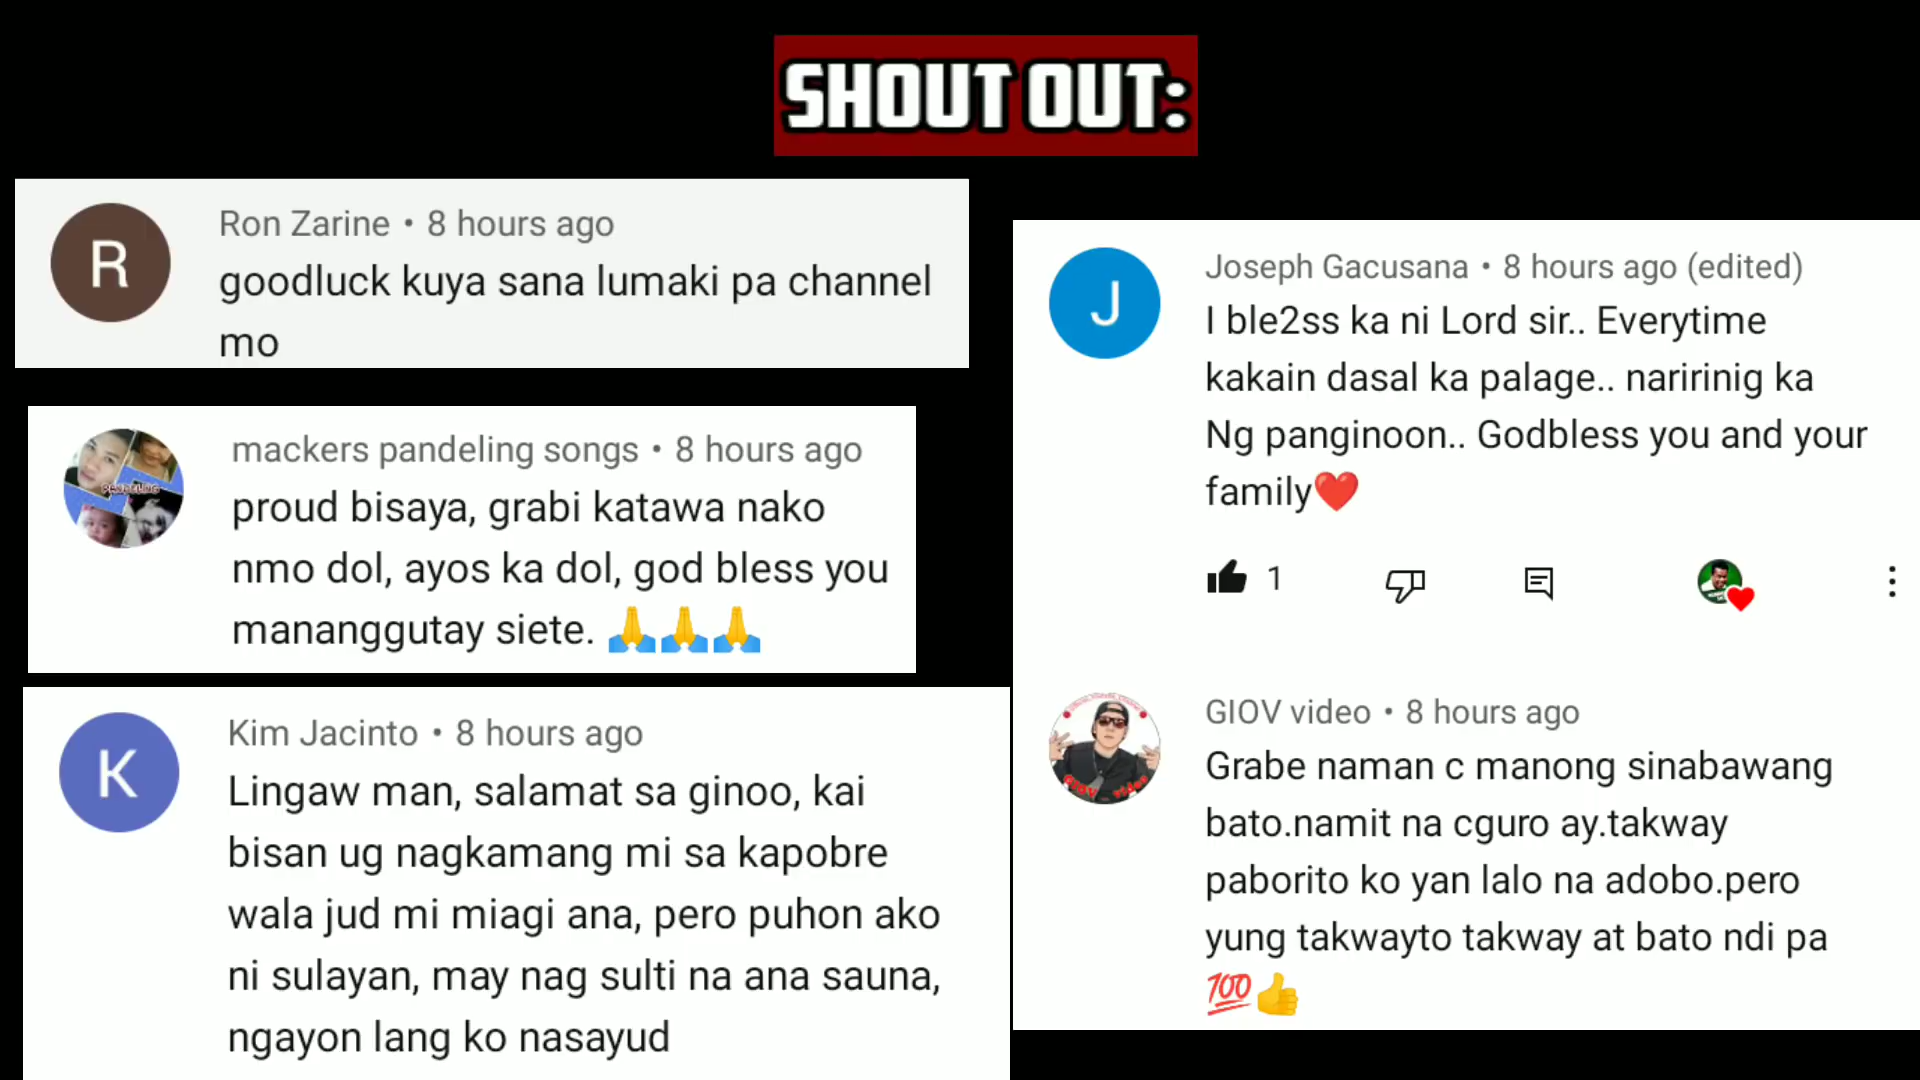 SHOUT OUT:
R
Ron Zarine • 8 hours ago
goodluck kuya sana lumaki pa channel
mo
mackers pandeling songs • 8 hours ago
proud bisaya, grabi katawa nako
nmo dol, ayos ka dol, god bless you
mananggutay siete. 🙏🙏🙏
K
Kim Jacinto • 8 hours ago
Lingaw man, salamat sa ginoo, kai
bisan ug nagkamang mi sa kapobre
wala jud mi miagi ana, pero puhon ako
ni sulayan, may nag sulti na ana sauna,
ngayon lang ko nasayud
J
Joseph Gacusana • 8 hours ago (edited)
I ble2ss ka ni Lord sir.. Everytime
kakain dasal ka palage.. naririnig ka
Ng panginoon.. Godbless you and your
family❤️
1
GIOV video • 8 hours ago
Grabe naman c manong sinabawang
bato.namit na cguro ay.takway
paborito ko yan lalo na adobo.pero
yung takwayto takway at bato ndi pa
💯👍